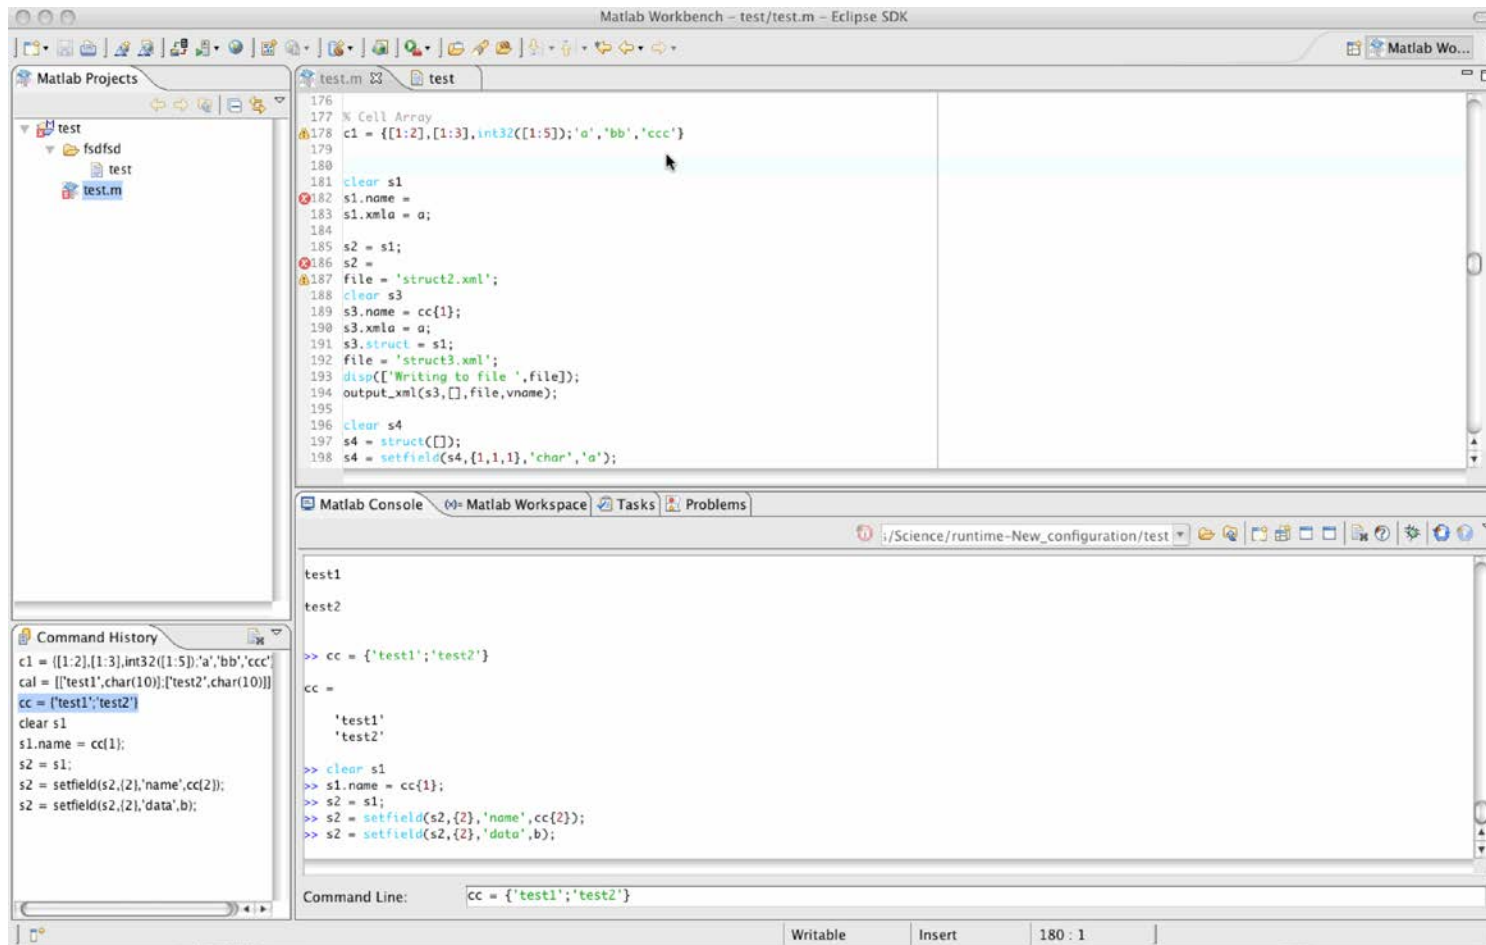 Matlab Workbench – test/test.m – Eclipse SDK
Matlab Wo...
Matlab Projects
test
fsdfsd
test
test.m
test.m
test
176
177 % Cell Array
178 c1 = {[1:2],[1:3],int32([1:5]);'a','bb','ccc'}
179
180
181 clear s1
182 s1.name =
183 s1.xmla = a;
184
185 s2 = s1;
186 s2 =
187 file = 'struct2.xml';
188 clear s3
189 s3.name = cc{1};
190 s3.xmla = a;
191 s3.struct = s1;
192 file = 'struct3.xml';
193 disp(['Writing to file ',file]);
194 output_xml(s3,[],file,vname);
195
196 clear s4
197 s4 = struct([]);
198 s4 = setfield(s4,{1,1,1},'char','a');
Matlab Console
(x)= Matlab Workspace
Tasks
Problems
/Science/runtime-New_configuration/test
test1
test2
>> cc = {'test1';'test2'}
cc =
'test1'
'test2'
>> clear s1
>> s1.name = cc{1};
>> s2 = s1;
>> s2 = setfield(s2,{2},'name',cc{2});
>> s2 = setfield(s2,{2},'data',b);
Command Line:
cc = {'test1';'test2'}
Command History
c1 = {[1:2],[1:3],int32([1:5]);'a','bb','ccc'
cal = [['test1',char(10)];['test2',char(10)]]
cc = {'test1';'test2'}
clear s1
s1.name = cc{1};
s2 = s1;
s2 = setfield(s2,{2},'name',cc{2});
s2 = setfield(s2,{2},'data',b);
Writable
Insert
180 : 1